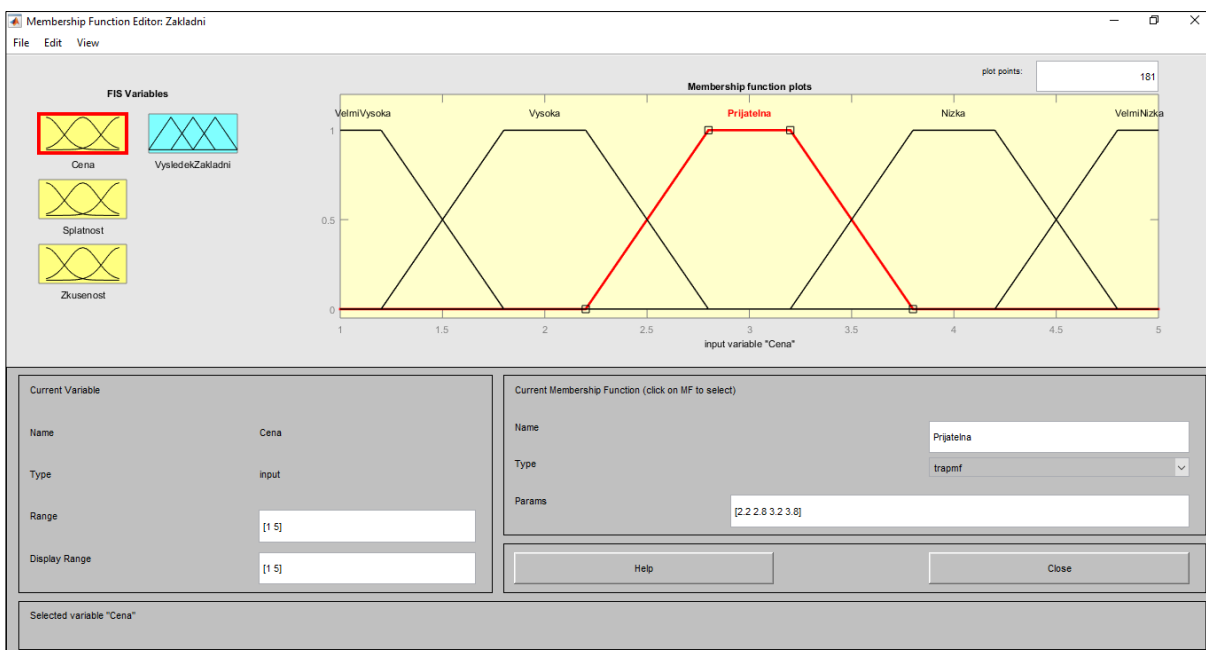 Membership Function Editor: Zakladni
File Edit View
FIS Variables
Cena
VysledekZakladni
Splatnost
Zkusenost
plot points:
181
Membership function plots
VelmiVysoka Vysoka Prijatelna Nizka VelmiNizka
1
0.5
0
1 1.5 2 2.5 3 3.5 4 4.5 5
input variable "Cena"
Current Variable
Name Cena
Type input
Range [1 5]
Display Range [1 5]
Current Membership Function (click on MF to select)
Name Prijatelna
Type trapmf
Params [2.2 2.8 3.2 3.8]
Help Close
Selected variable "Cena"